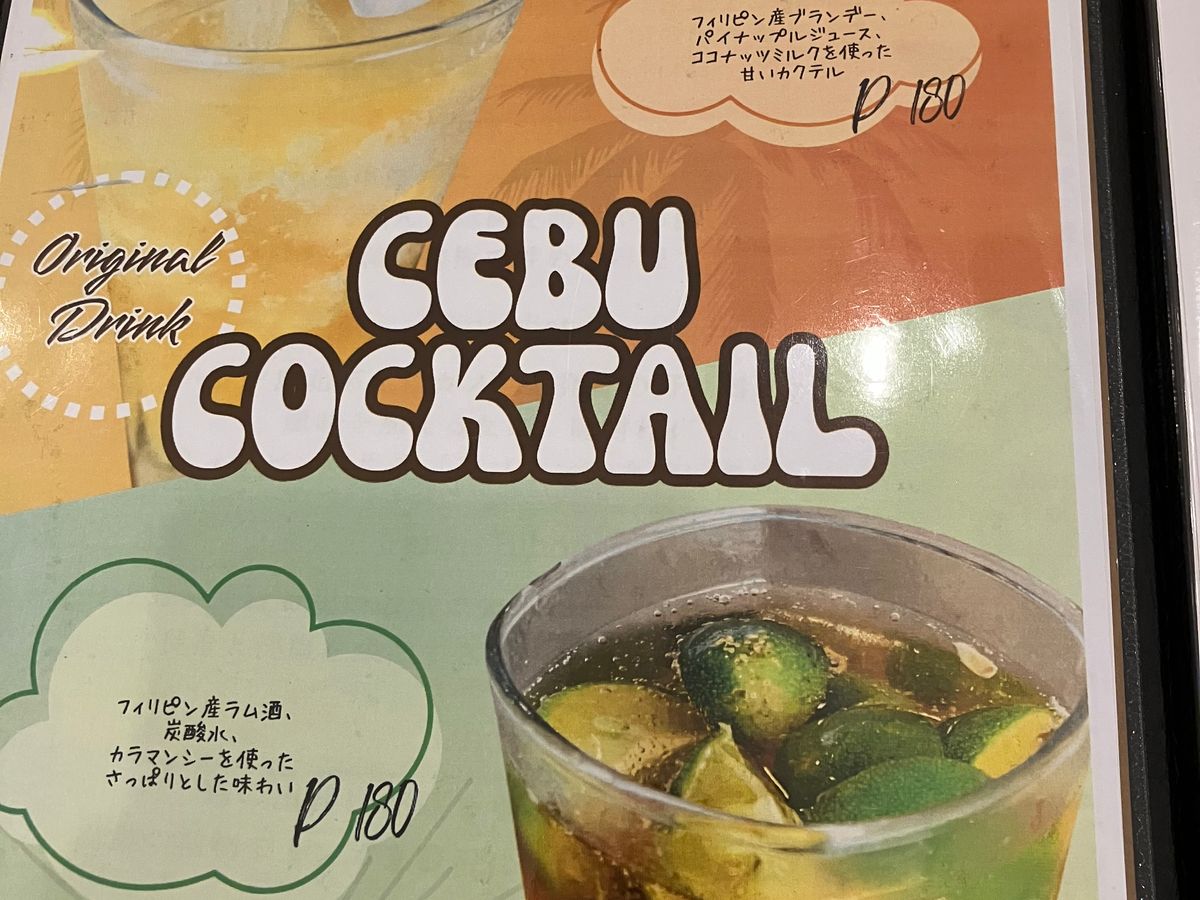 フィリピン産ブランデー、
パイナップルジュース、
ココナッツミルクを使った
甘いカクテル
P 180
Original
Drink
CEBU
COCKTAIL
フィリピン産ラム酒、
炭酸水、
カラマンシーを使った
さっぱりとした味わい
P 180